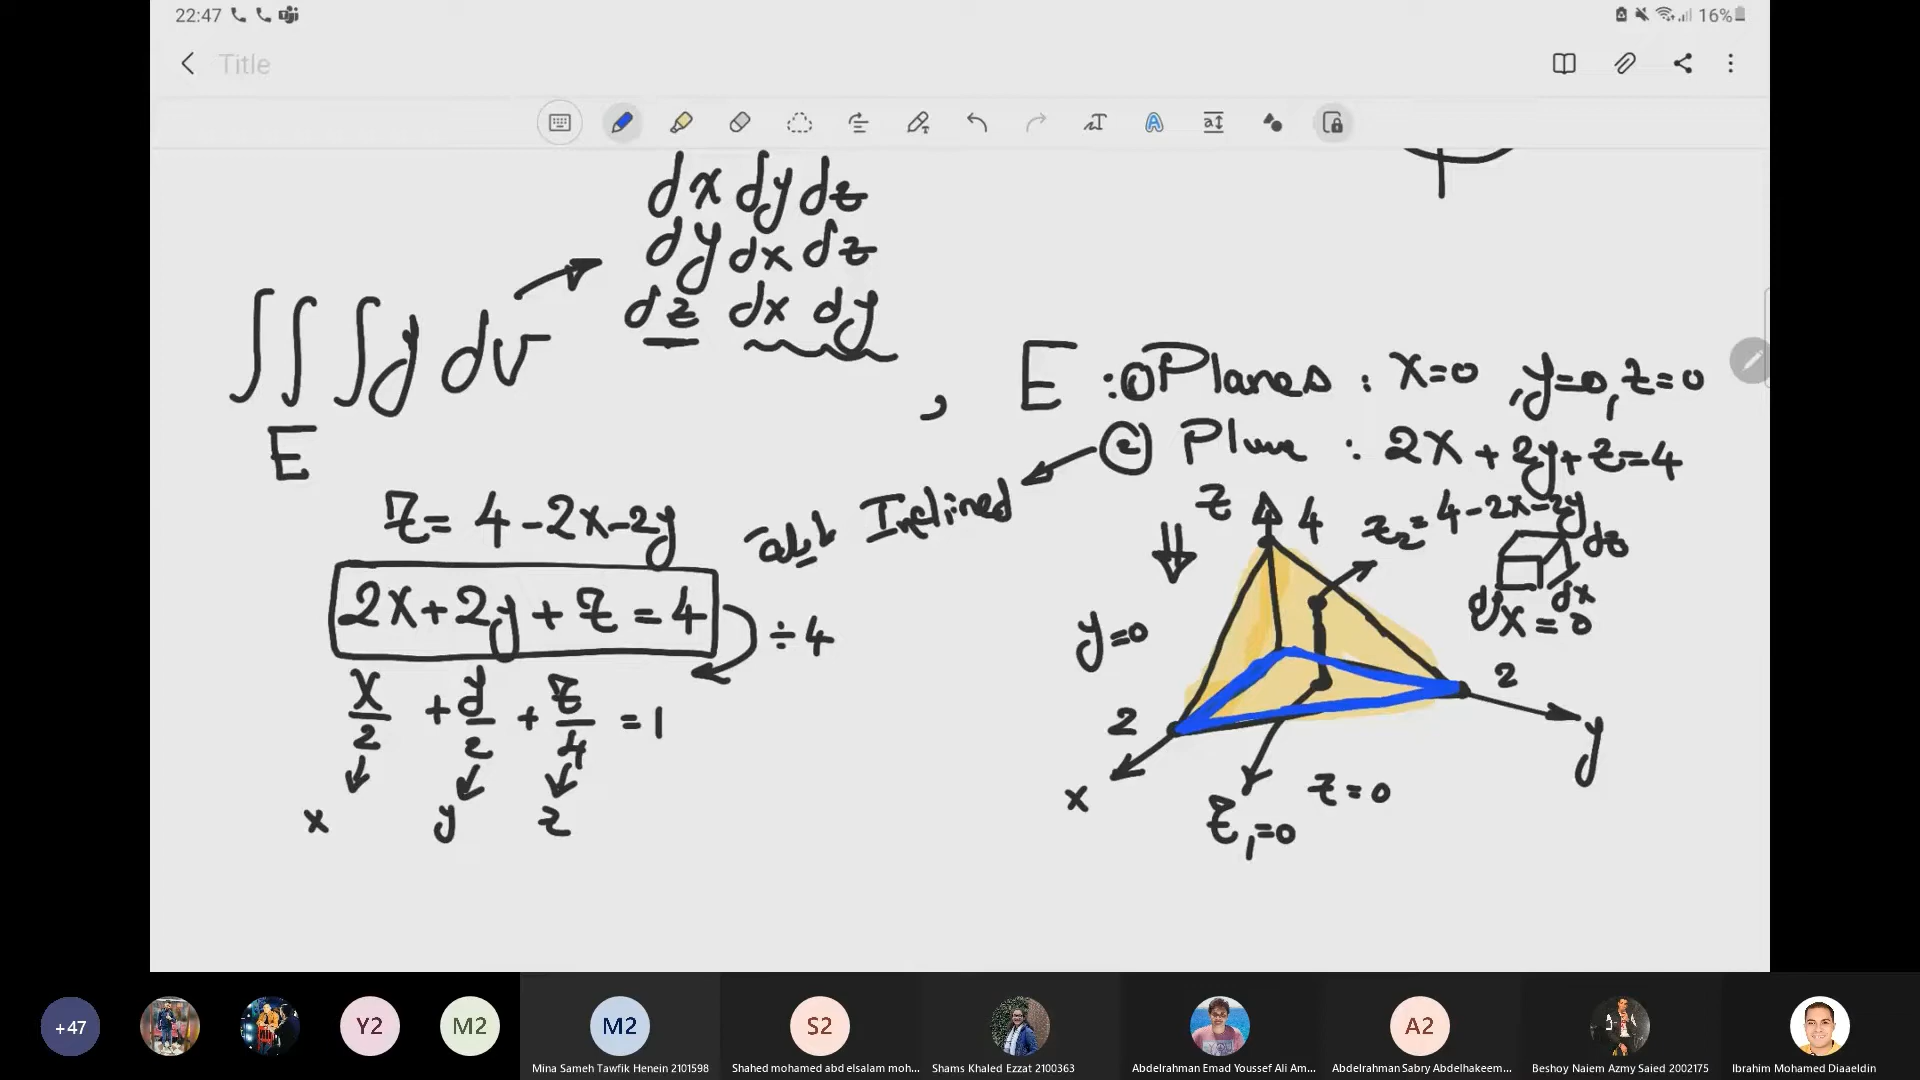 22:47
16%
Title
dx dy dz
dy dx dz
dz dx dy
∫∫∫ y dv
E
, E : ① Planes : x=0 , y=0, z=0
② Plane : 2x + 2y + z = 4
Inclined
z = 4 - 2x - 2y
2x + 2y + z = 4
÷ 4
x/2 + y/2 + z/4 = 1
x y z
z 4
z₂ = 4 - 2x - 2y
dz
dy dx
x = 0
y = 0
2
2
y
x
z = 0
z₁ = 0
+47
Y2
M2
M2
S2
A2
Mina Sameh Tawfik Henein 2101598
Shahed mohamed abd elsalam moh...
Shams Khaled Ezzat 2100363
Abdelrahman Emad Youssef Ali Am...
Abdelrahman Sabry Abdelhakeem...
Beshoy Naiem Azmy Saied 2002175
Ibrahim Mohamed Diaaeldin